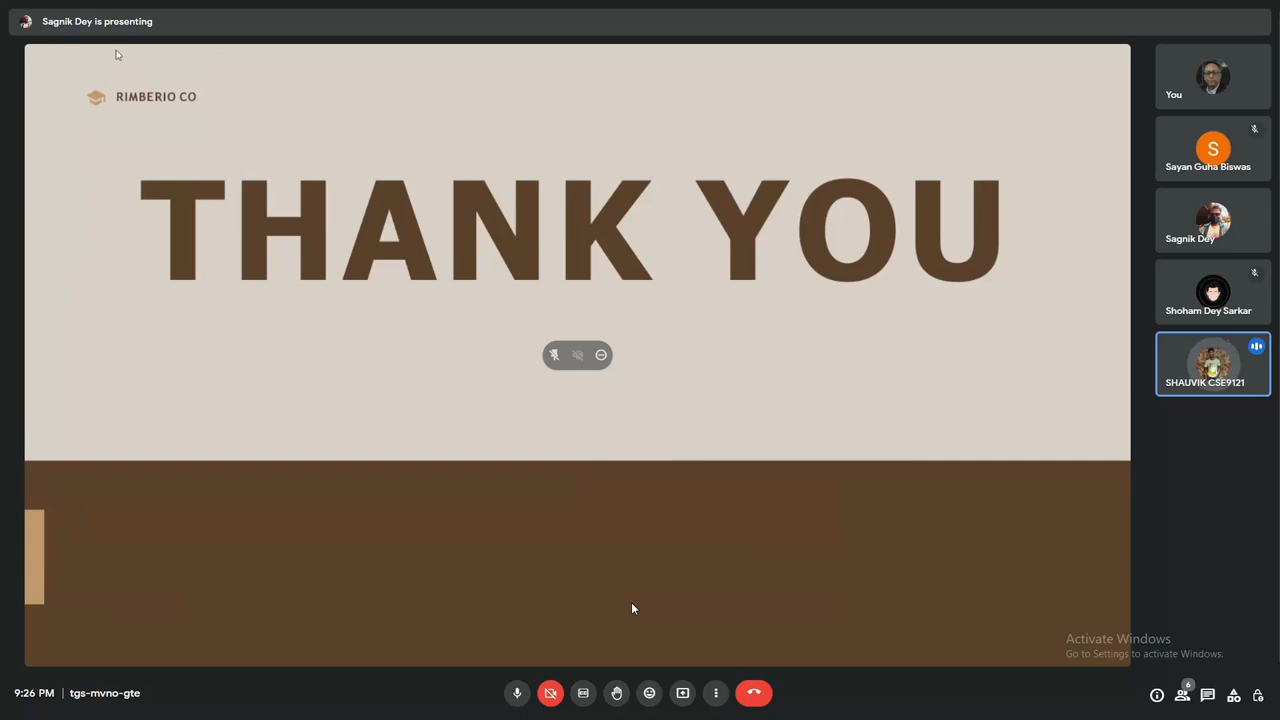 Sagnik Dey is presenting
RIMBERIO CO
THANK YOU
You
S
Sayan Guha Biswas
Sagnik Dey
Shoham Dey Sarkar
SHAUVIK CSE9121
Activate Windows
Go to Settings to activate Windows.
9:26 PM | tgs-mvno-gte
6